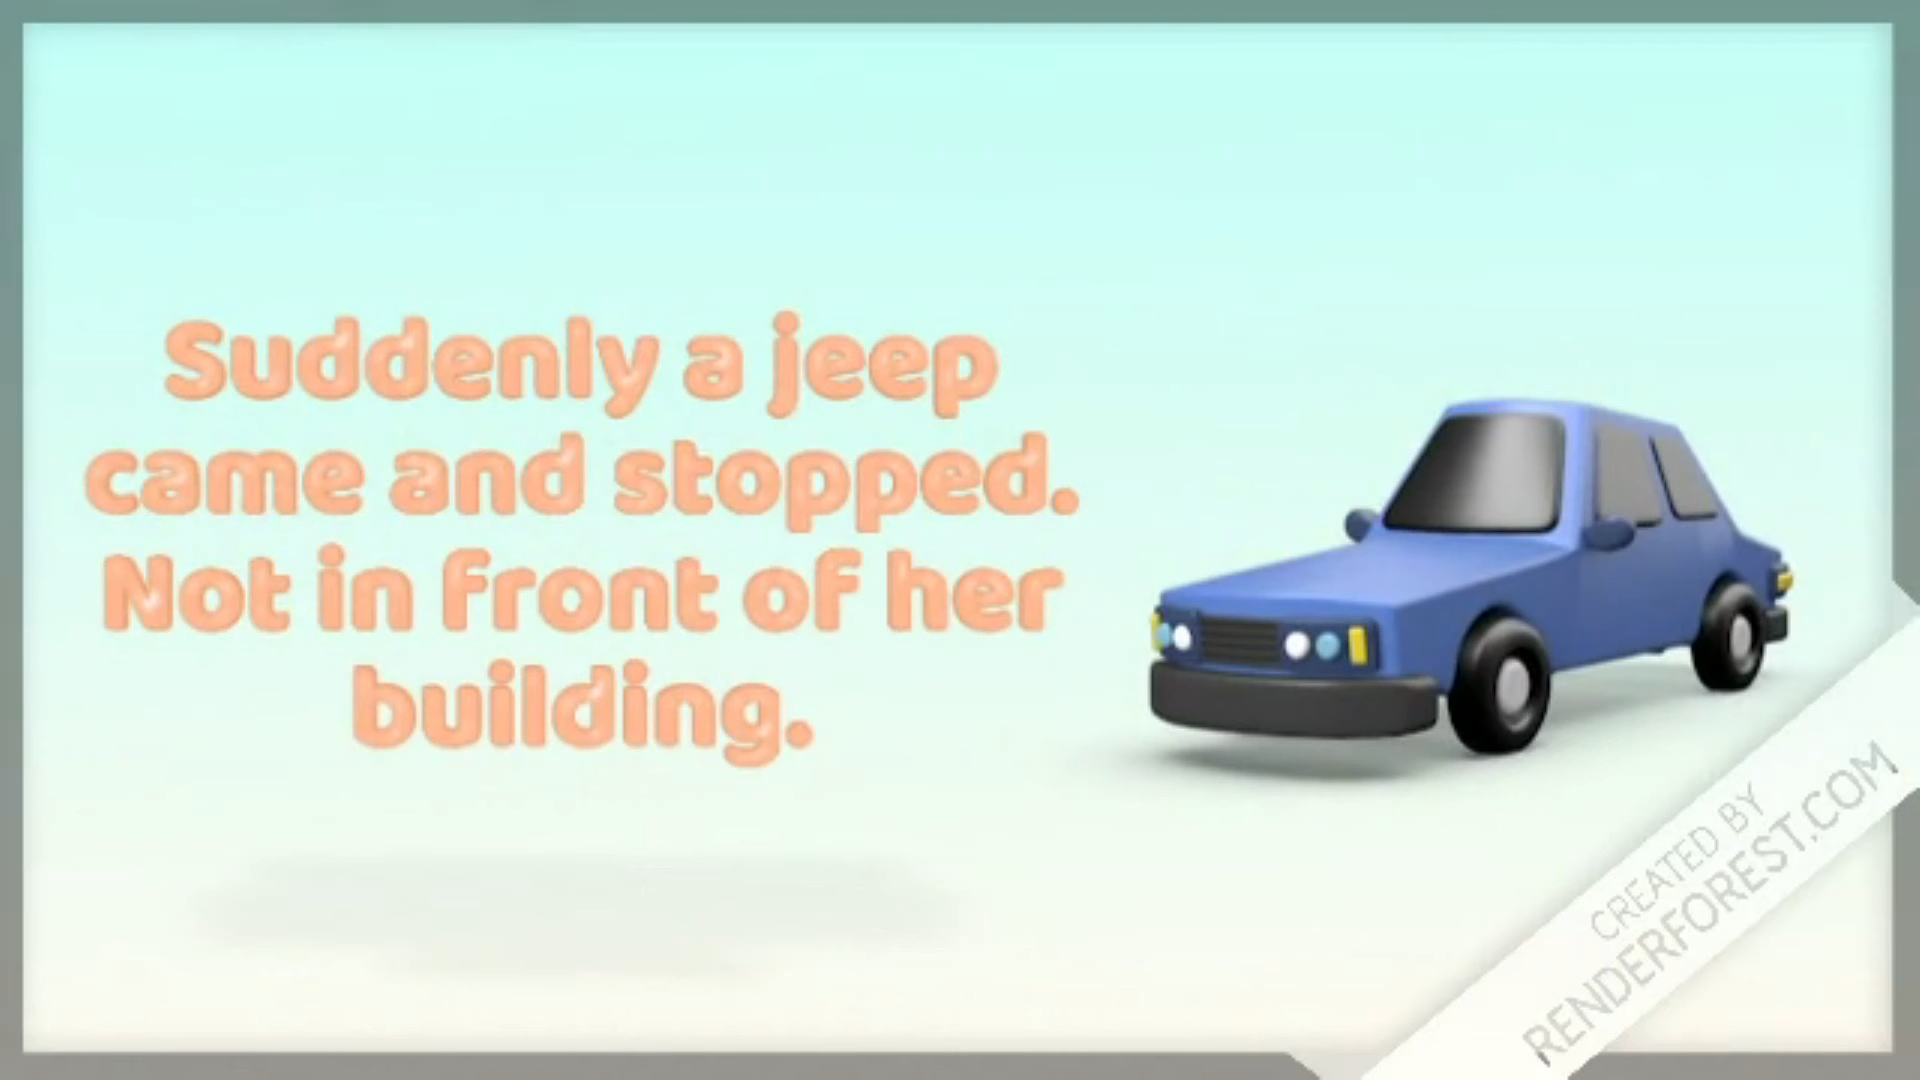 Suddenly a jeep
came and stopped.
Not in front of her
building.
CREATED BY
RENDERFOREST.COM